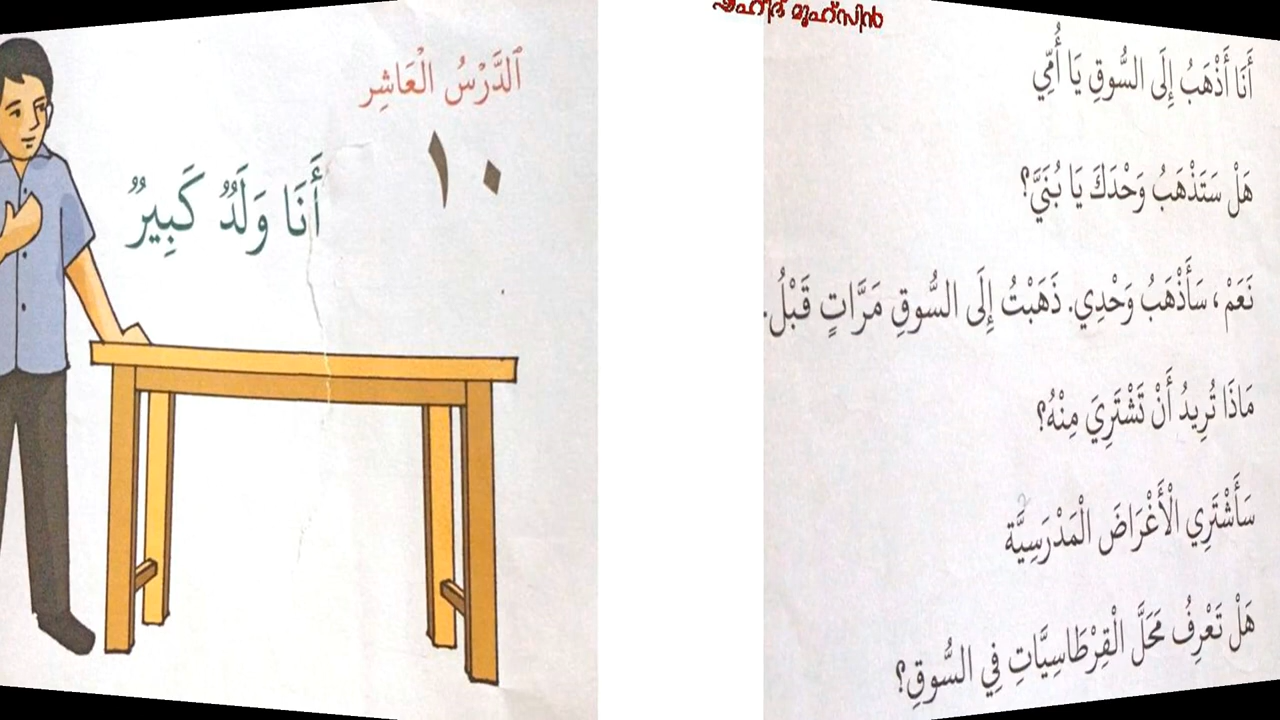 اَلدَّرْسُ الْعَاشِر
١٠
أَنَا وَلَدٌ كَبِيرٌ
ശഹീദ് മുഹ്സിൻ
أَنَا أَذْهَبُ إِلَى السُّوقِ يَا أُمِّي
هَلْ سَتَذْهَبُ وَحْدَكَ يَا بُنَيَّ؟
نَعَمْ ، سَأَذْهَبُ وَحْدِي. ذَهَبْتُ إِلَى السُّوقِ مَرَّاتٍ قَبْلُ.
مَاذَا تُرِيدُ أَنْ تَشْتَرِيَ مِنْهُ؟
سَأَشْتَرِي الْأَغْرَاضَ الْمَدْرَسِيَّة
هَلْ تَعْرِفُ مَحَلَّ الْقِرْطَاسِيَّاتِ فِي السُّوقِ؟